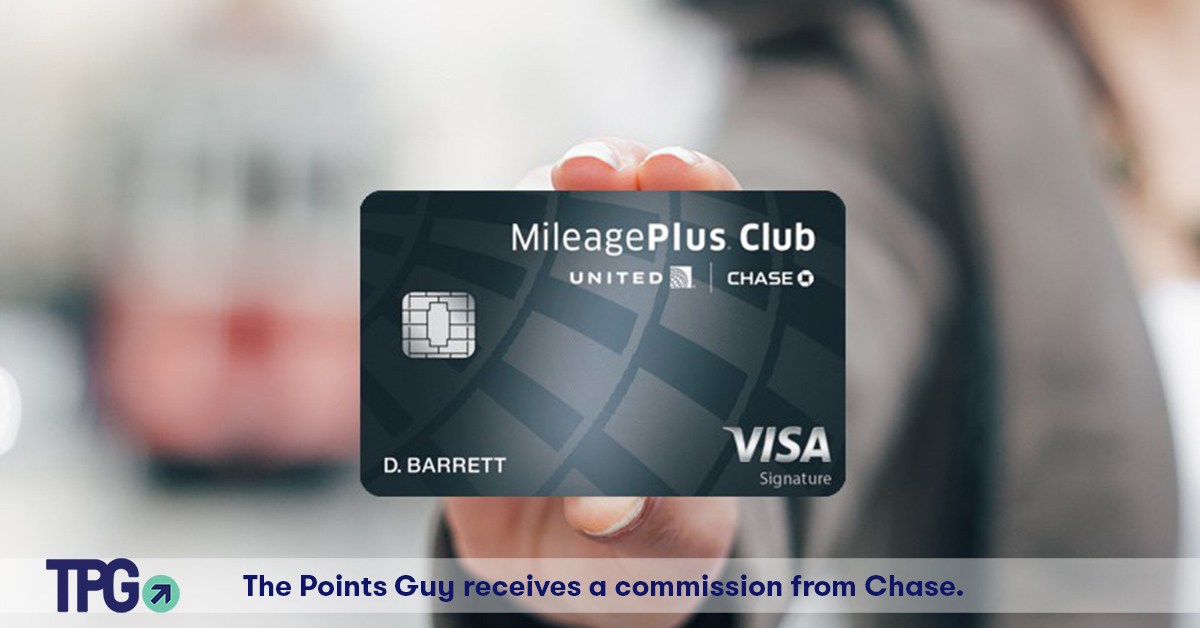 MileagePlus Club
UNITED | CHASE
D. BARRETT
VISA
Signature
TPG
The Points Guy receives a commission from Chase.